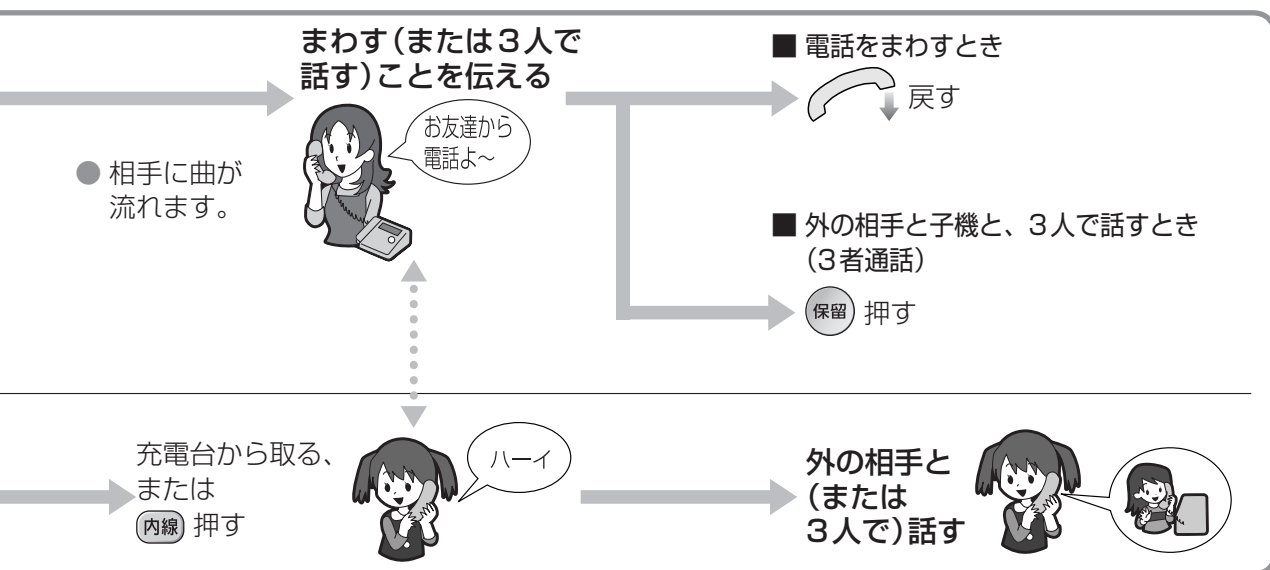 ● 相手に曲が
流れます。
まわす(または3人で
話す)ことを伝える
お友達から
電話よ～
■ 電話をまわすとき
戻す
■ 外の相手と子機と、3人で話すとき
(3者通話)
保留 押す
充電台から取る、
または
内線 押す
ハーイ
外の相手と
(または
3人で)話す